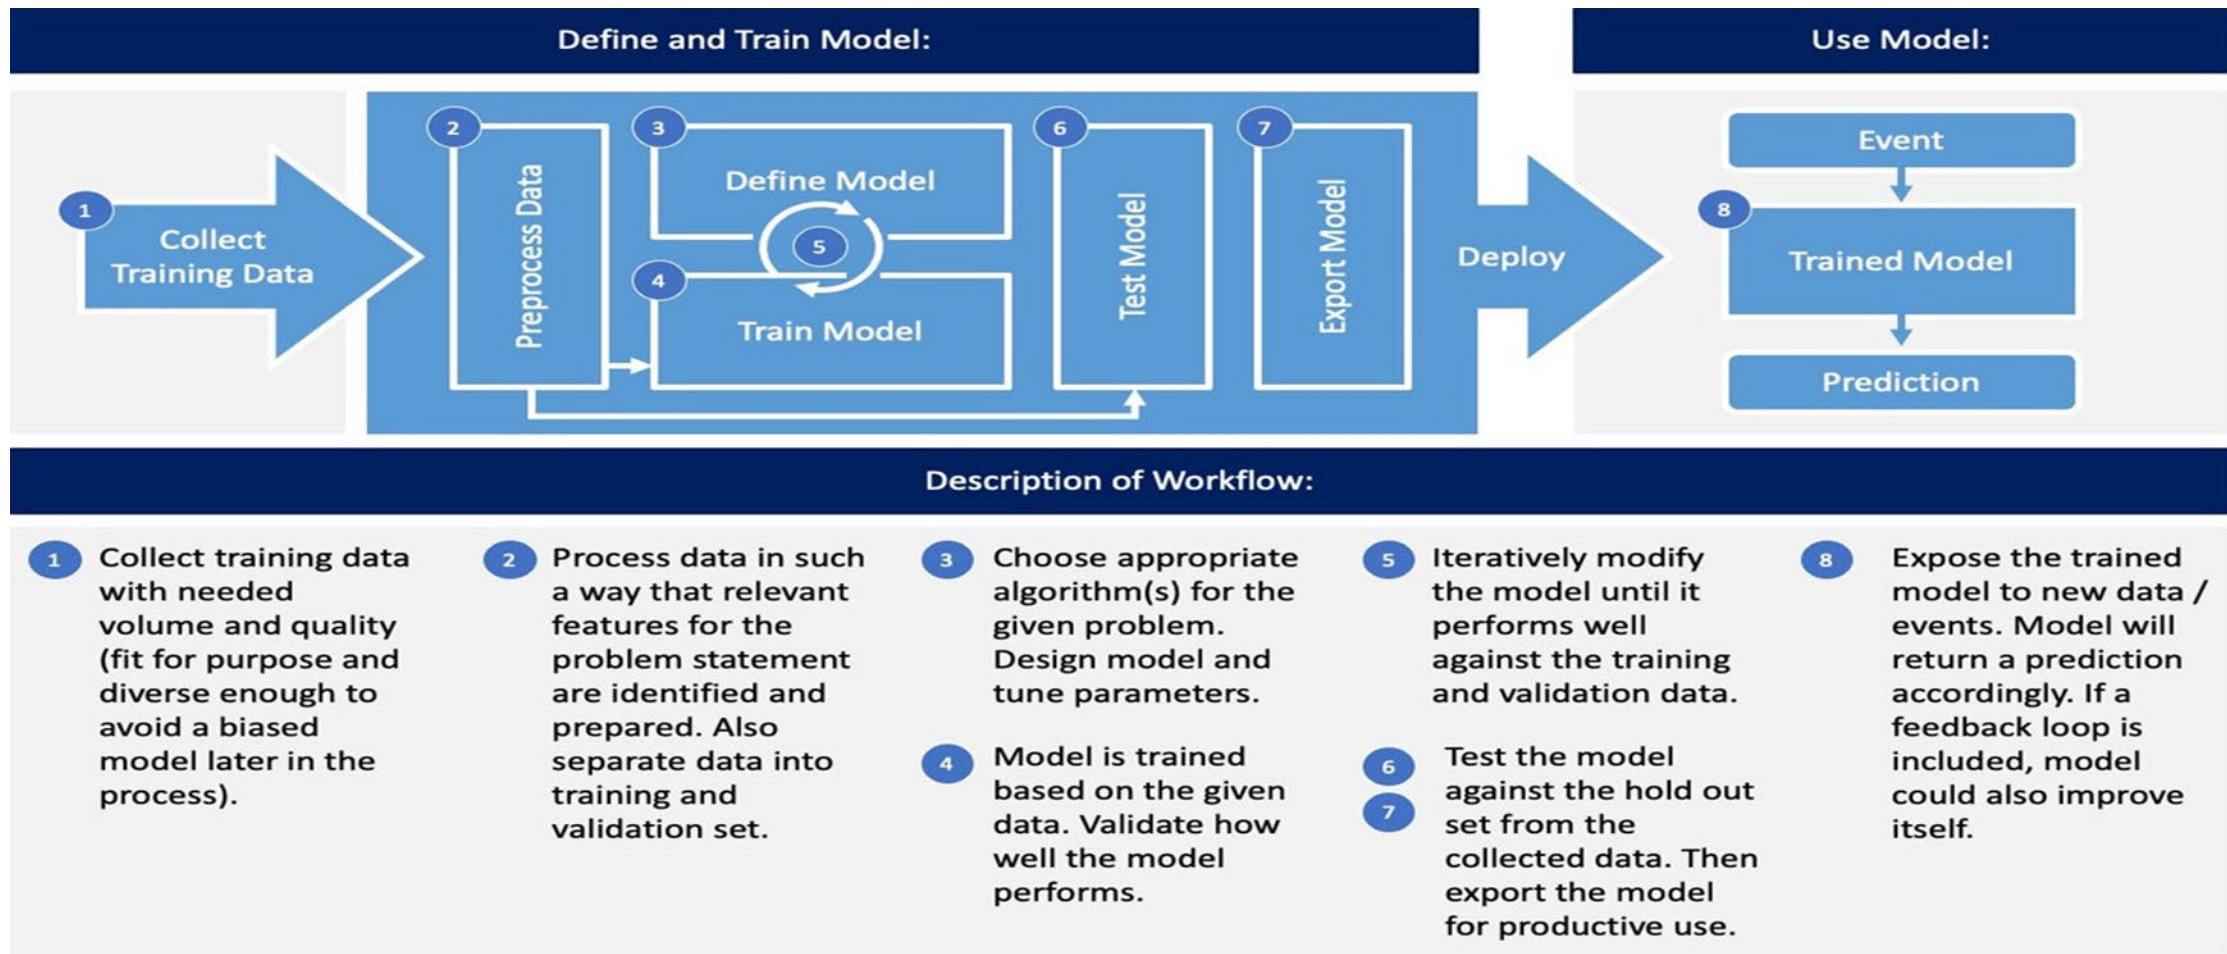 Define and Train Model:
Use Model:
1
Collect
Training Data
2
Preprocess Data
3
Define Model
5
4
Train Model
6
Test Model
7
Export Model
Deploy
Event
8
Trained Model
Prediction
Description of Workflow:
1
Collect training data
with needed
volume and quality
(fit for purpose and
diverse enough to
avoid a biased
model later in the
process).
2
Process data in such
a way that relevant
features for the
problem statement
are identified and
prepared. Also
separate data into
training and
validation set.
3
Choose appropriate
algorithm(s) for the
given problem.
Design model and
tune parameters.
4
Model is trained
based on the given
data. Validate how
well the model
performs.
5
Iteratively modify
the model until it
performs well
against the training
and validation data.
6
7
Test the model
against the hold out
set from the
collected data. Then
export the model
for productive use.
8
Expose the trained
model to new data /
events. Model will
return a prediction
accordingly. If a
feedback loop is
included, model
could also improve
itself.